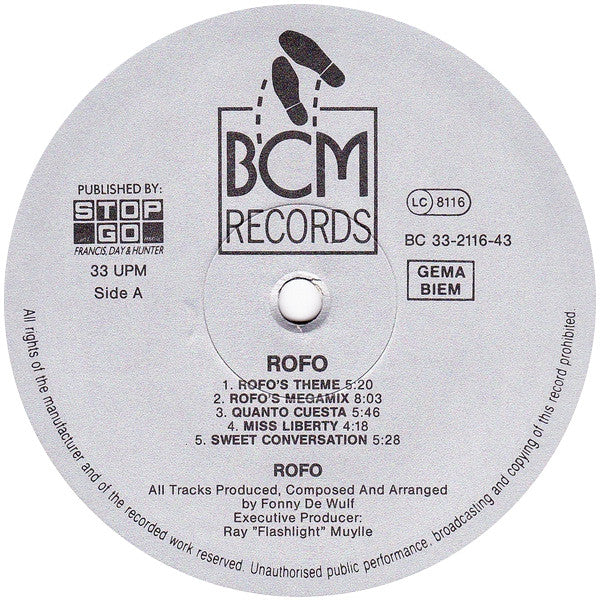 BCM
RECORDS
PUBLISHED BY:
STOP
GO
FRANCIS, DAY & HUNTER
33 UPM
Side A
LC 8116
BC 33-2116-43
GEMA
BIEM
ROFO
1. ROFO'S THEME 5:20
2. ROFO'S MEGAMIX 8:03
3. QUANTO CUESTA 5:46
4. MISS LIBERTY 4:18
5. SWEET CONVERSATION 5:28
ROFO
All Tracks Produced, Composed And Arranged
by Fonny De Wulf
Executive Producer:
Ray "Flashlight" Muylle
All rights of the manufacturer and of the recorded work reserved. Unauthorised public performance, broadcasting and copying of this record prohibited.